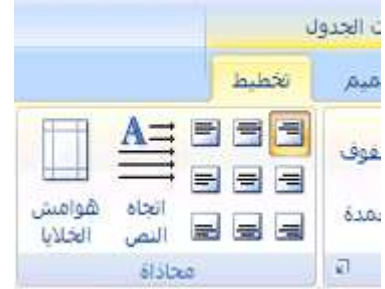 ت الجدول
ميم
تخطيط
فوف
مدة
اتجاه
النص
هوامش
الخلايا
محاذاة